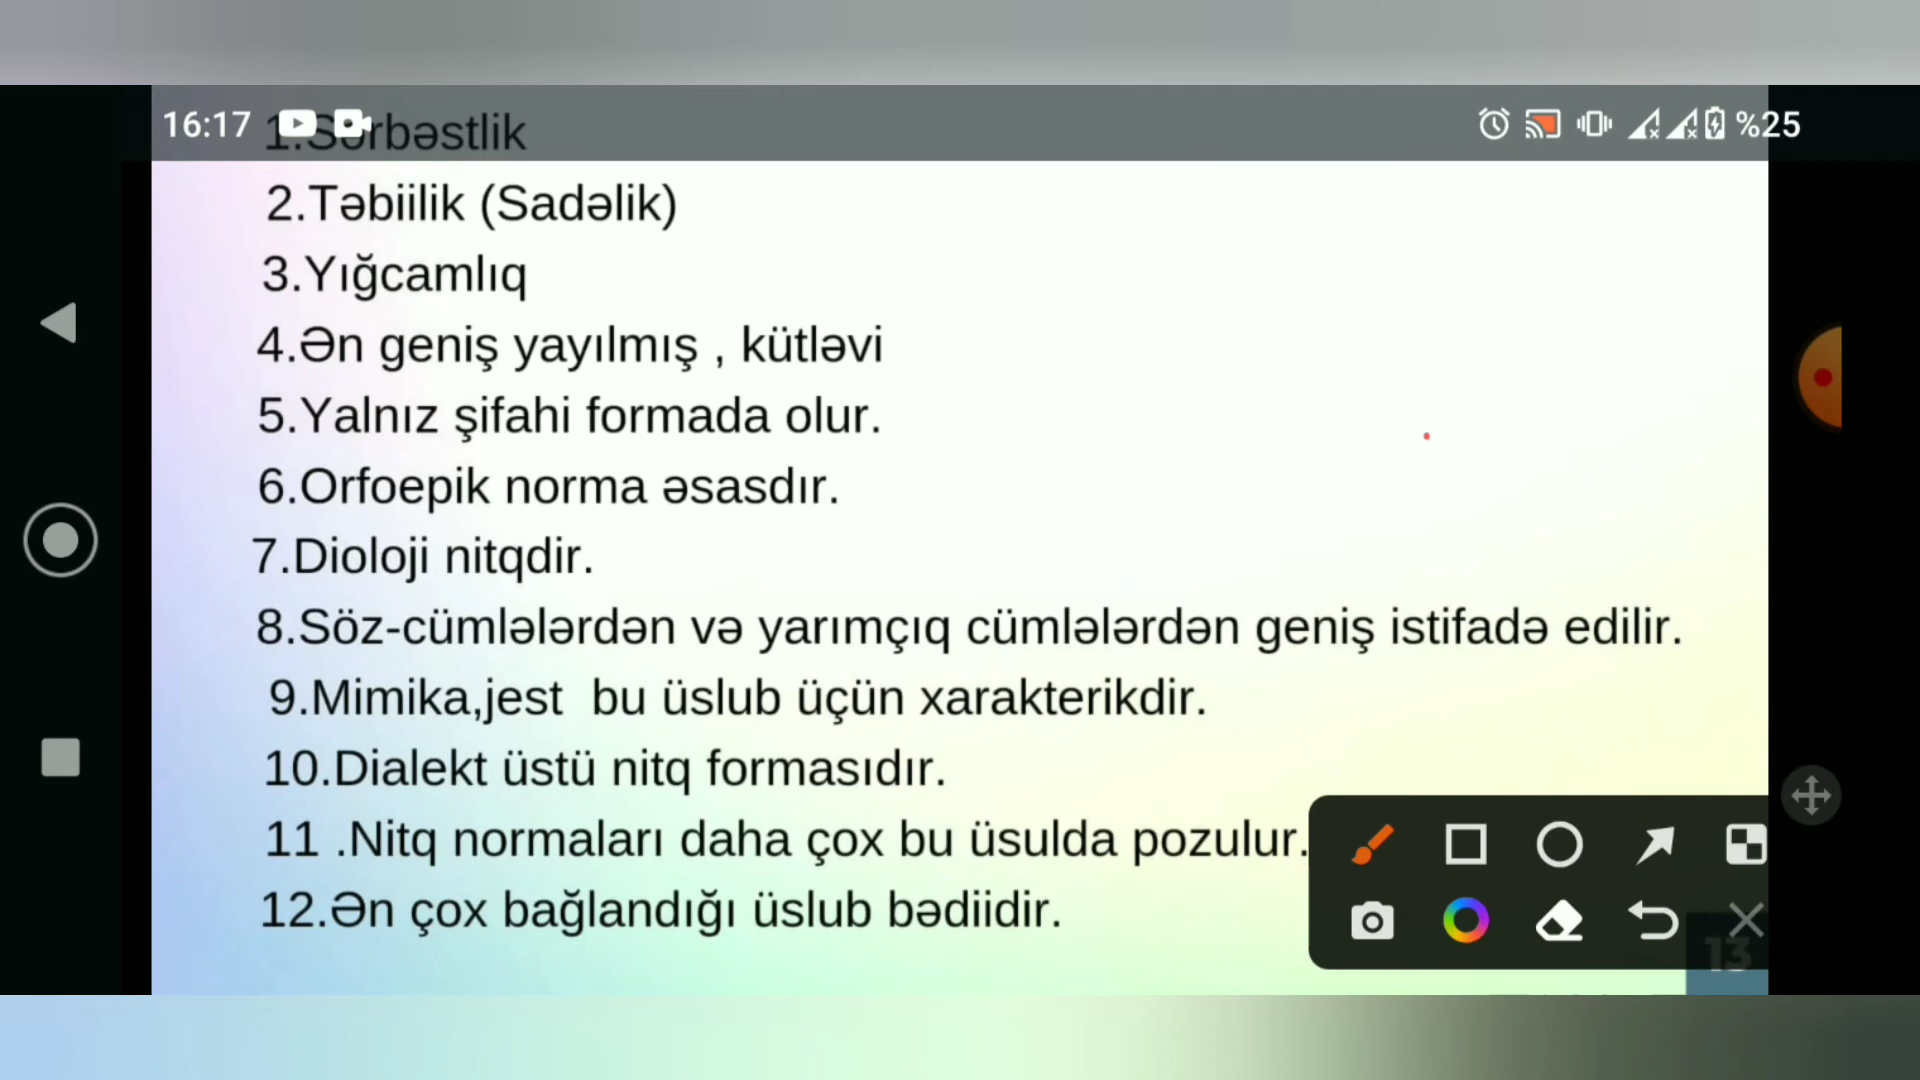 16:17 %25
1.Sərbəstlik
2.Təbiilik (Sadəlik)
3.Yığcamlıq
4.Ən geniş yayılmış , kütləvi
5.Yalnız şifahi formada olur.
6.Orfoepik norma əsasdır.
7.Dioloji nitqdir.
8.Söz-cümlələrdən və yarımçıq cümlələrdən geniş istifadə edilir.
9.Mimika,jest bu üslub üçün xarakterikdir.
10.Dialekt üstü nitq formasıdır.
11 .Nitq normaları daha çox bu üsulda pozulur.
12.Ən çox bağlandığı üslub bədiidir.
13